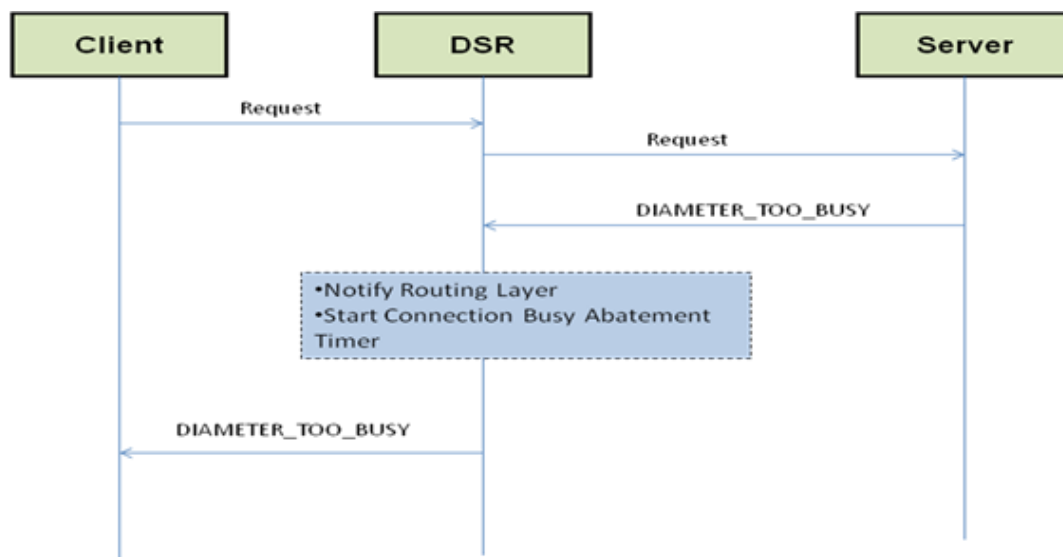 Client
DSR
Server
Request
Request
DIAMETER_TOO_BUSY
•Notify Routing Layer
•Start Connection Busy Abatement
Timer
DIAMETER_TOO_BUSY